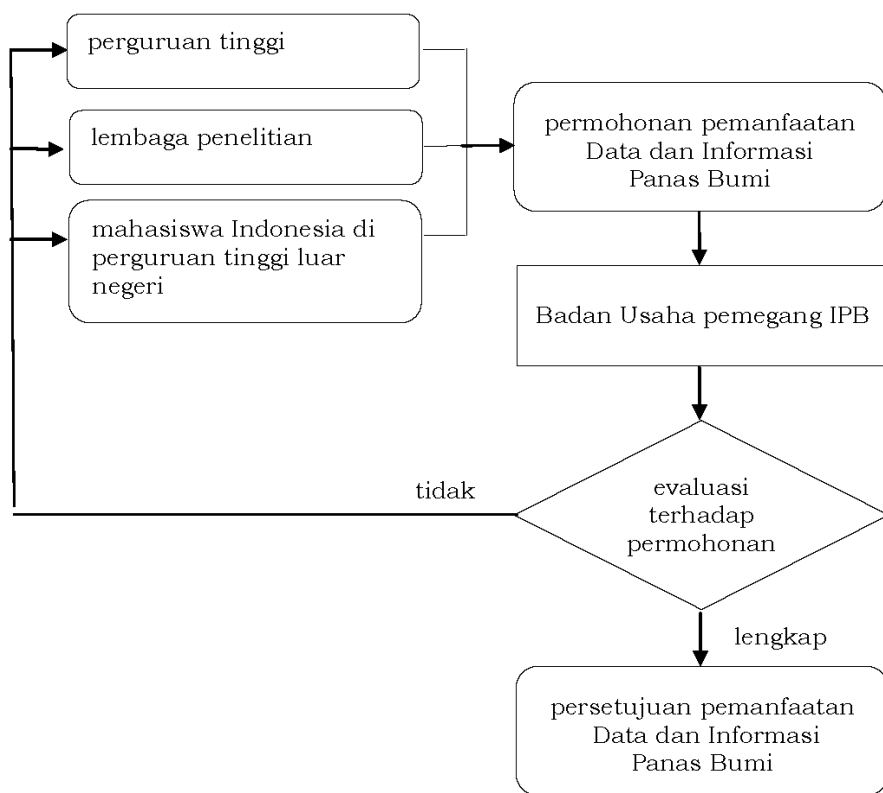 perguruan tinggi
lembaga penelitian
mahasiswa Indonesia di
perguruan tinggi luar
negeri
permohonan pemanfaatan
Data dan Informasi
Panas Bumi
Badan Usaha pemegang IPB
evaluasi
terhadap
permohonan
tidak
lengkap
persetujuan pemanfaatan
Data dan Informasi
Panas Bumi